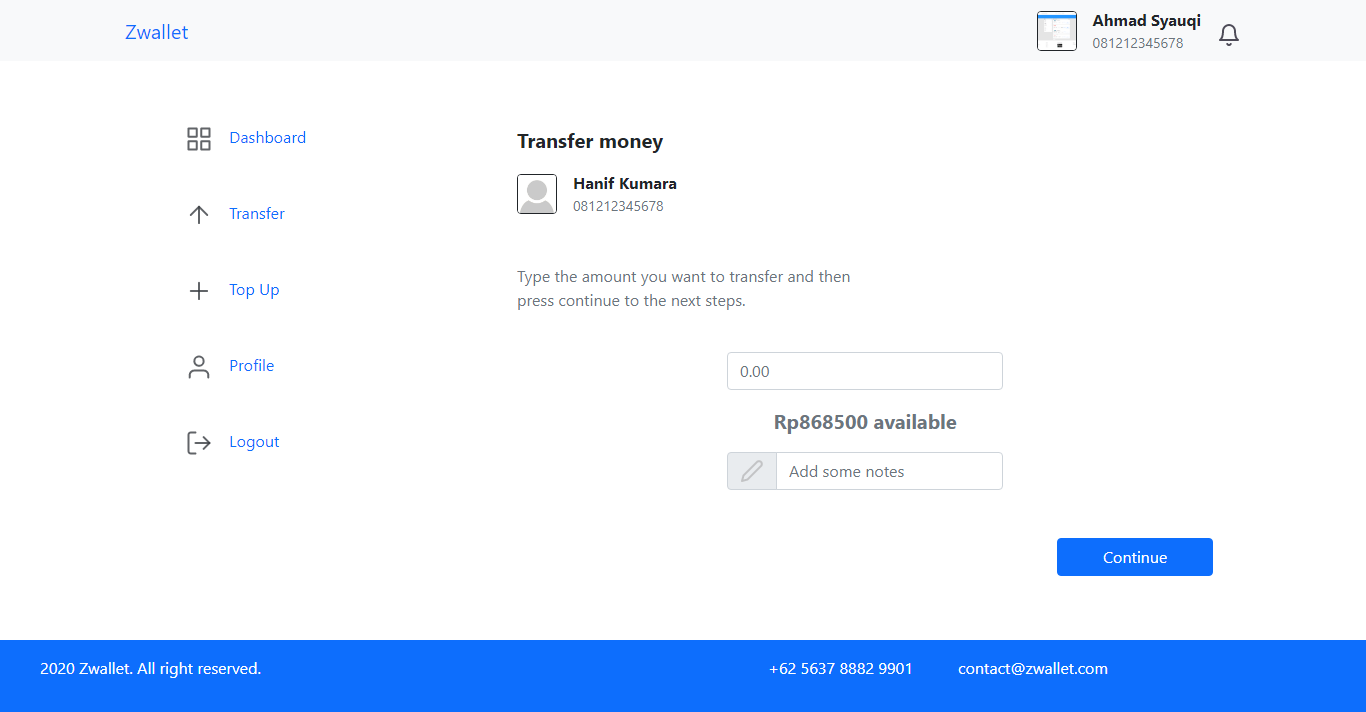 Zwallet
Ahmad Syauqi
081212345678
Dashboard
Transfer
Top Up
Profile
Logout
Transfer money
Hanif Kumara
081212345678
Type the amount you want to transfer and then
press continue to the next steps.
0.00
Rp868500 available
Add some notes
Continue
2020 Zwallet. All right reserved.
+62 5637 8882 9901
contact@zwallet.com